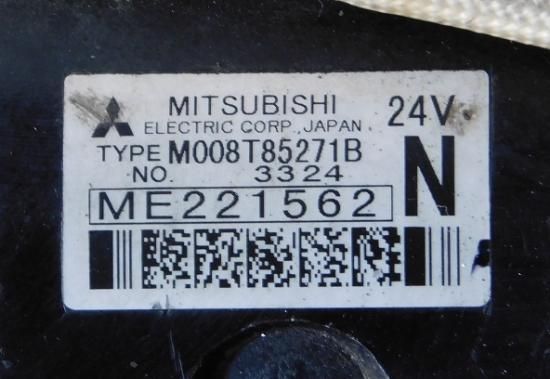 MITSUBISHI 24V
ELECTRIC CORP., JAPAN
TYPE M008T85271B N
NO. 3324
ME221562